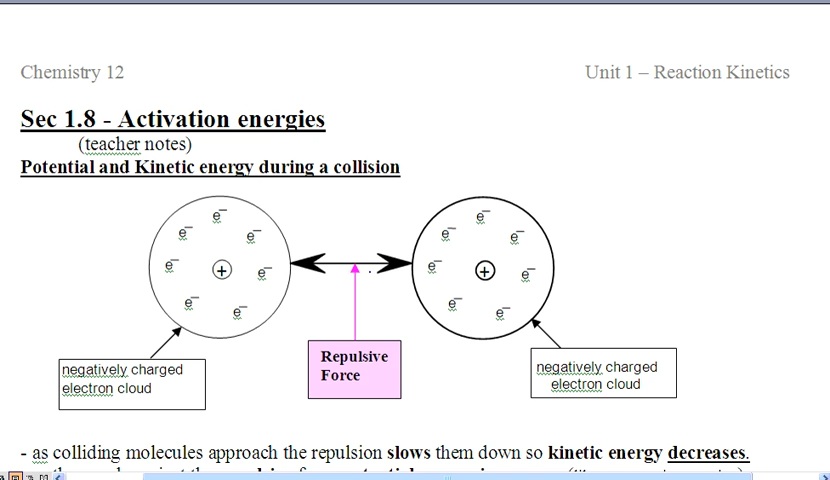 Chemistry 12 Unit 1 – Reaction Kinetics
Sec 1.8 - Activation energies
(teacher notes)
Potential and Kinetic energy during a collision
e– e–
e– e– e– e–
e– + e– e– + e–
e– e– e– e–
Repulsive
Force
negatively charged
electron cloud
negatively charged
electron cloud
- as colliding molecules approach the repulsion slows them down so kinetic energy decreases.